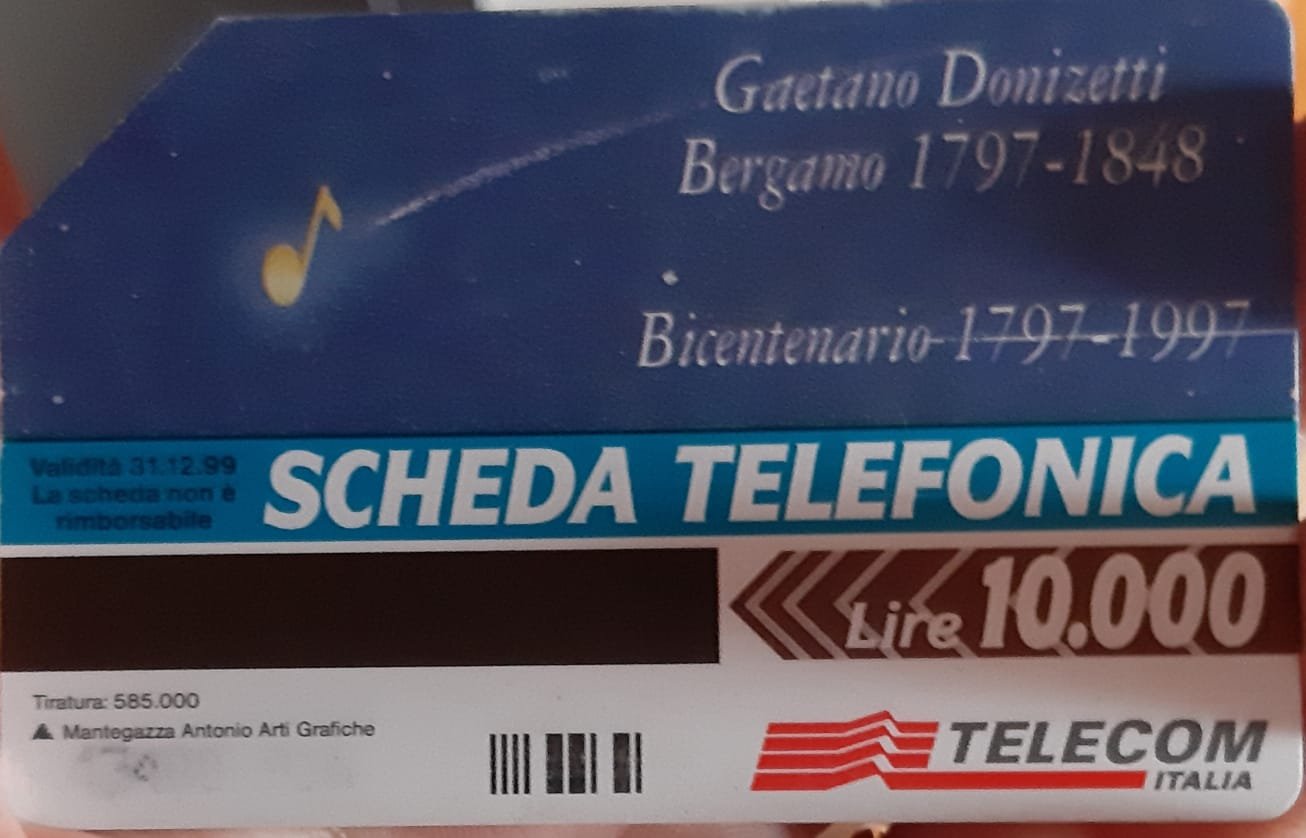 Gaetano Donizetti
Bergamo 1797-1848
Bicentenario 1797-1997
Validità 31.12.99
La scheda non è
rimborsabile
SCHEDA TELEFONICA
Lire 10.000
Tiratura: 585.000
Mantegazza Antonio Arti Grafiche
TELECOM
ITALIA